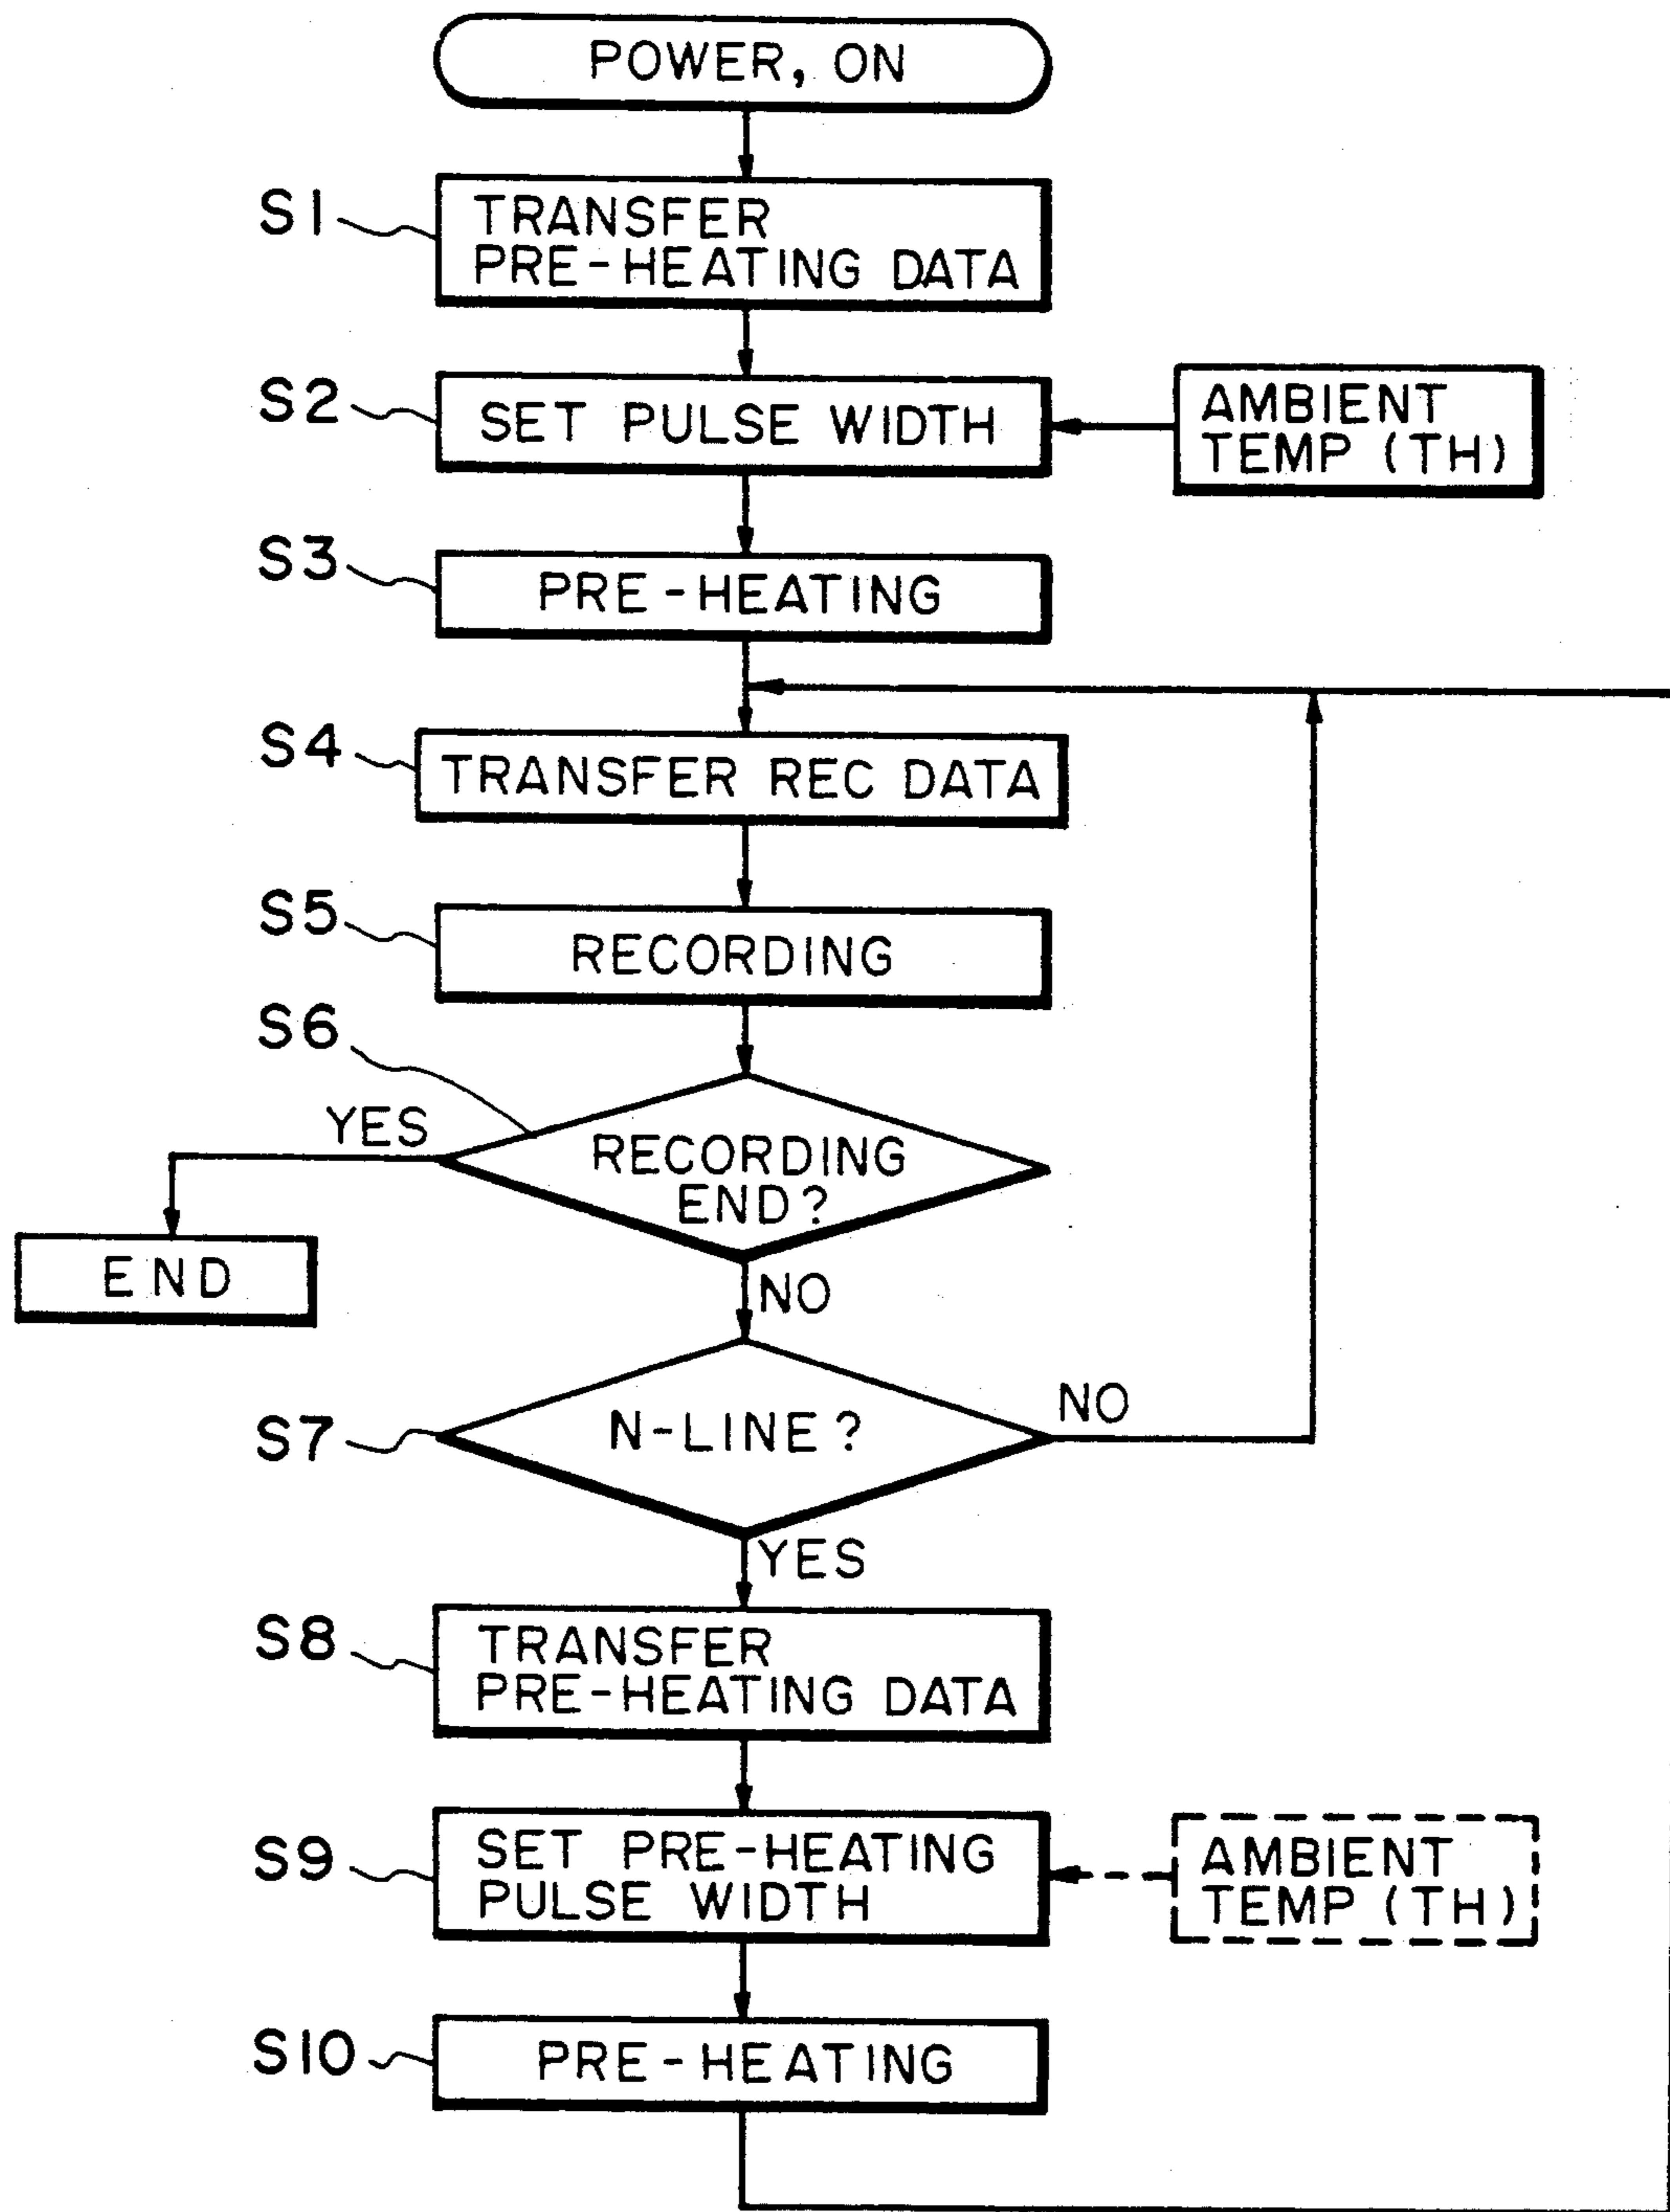 POWER, ON
S1
TRANSFER
PRE-HEATING DATA
S2
SET PULSE WIDTH
AMBIENT
TEMP (TH)
S3
PRE-HEATING
S4
TRANSFER REC DATA
S5
RECORDING
S6
YES
RECORDING
END?
END
NO
S7
N-LINE?
NO
YES
S8
TRANSFER
PRE-HEATING DATA
S9
SET PRE-HEATING
PULSE WIDTH
AMBIENT
TEMP (TH)
S10
PRE-HEATING